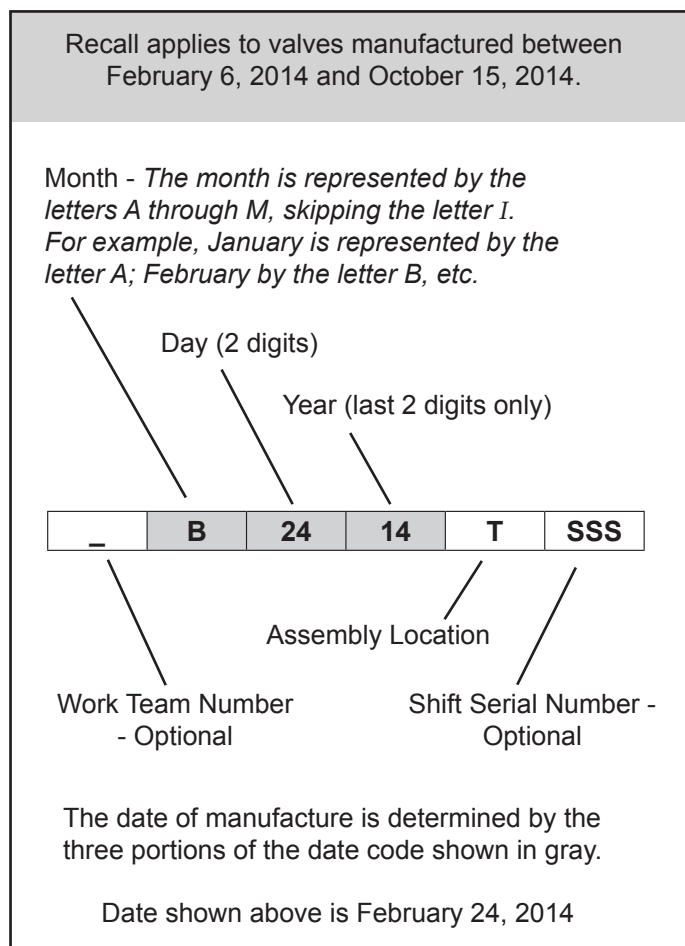 Recall applies to valves manufactured between
February 6, 2014 and October 15, 2014.
Month - The month is represented by the
letters A through M, skipping the letter I.
For example, January is represented by the
letter A; February by the letter B, etc.
Day (2 digits)
Year (last 2 digits only)
_ B 24 14 T SSS
Assembly Location
Work Team Number
- Optional
Shift Serial Number -
Optional
The date of manufacture is determined by the
three portions of the date code shown in gray.
Date shown above is February 24, 2014